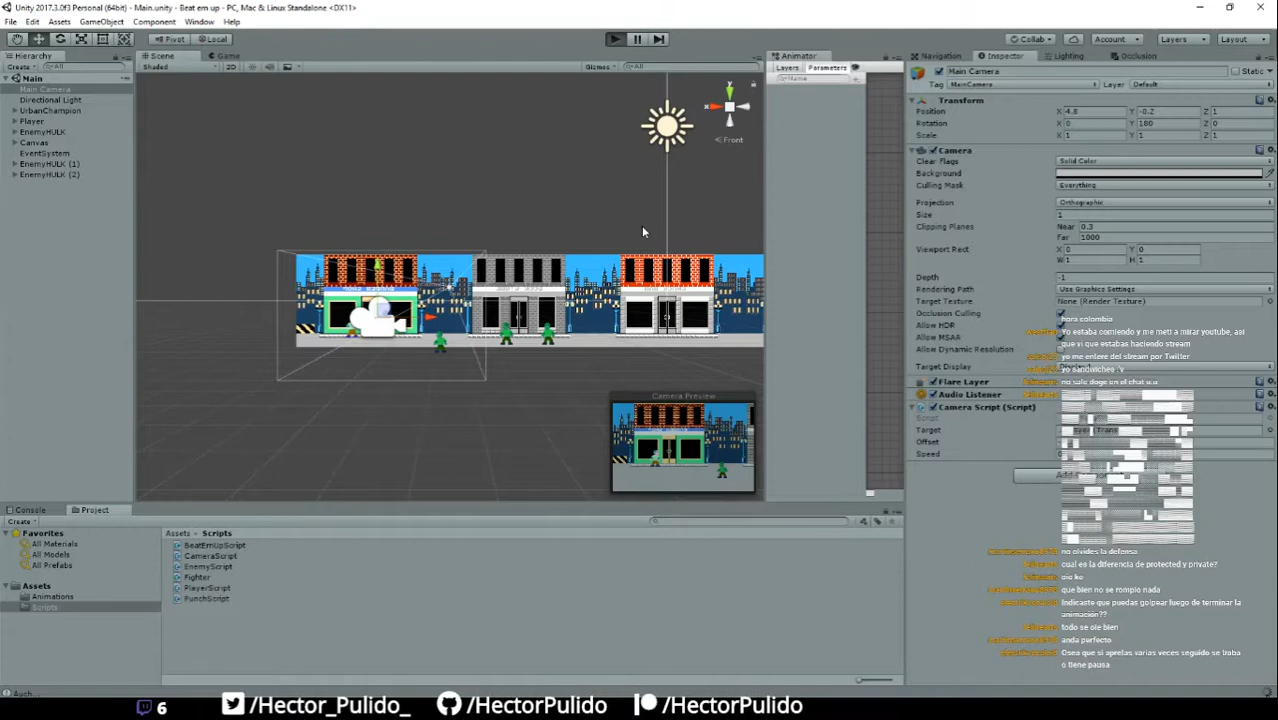 Unity 2017.3.0f3 Personal (64bit) - Main.unity - Beat em up - PC, Mac & Linux Standalone <DX11>
File Edit Assets GameObject Component Window Help
Pivot Local Collab Account Layers Layout
Hierarchy
Create All
Main
Main Camera
Directional Light
UrbanChampion
Player
EnemyHULK
Canvas
EventSystem
EnemyHULK (1)
EnemyHULK (2)
Scene Game
Shaded 2D Gizmos All
y
x
Front
Camera Preview
Animator
Layers Parameters
Name
Navigation Inspector Lighting Occlusion
Main Camera Static
Tag MainCamera Layer Default
Transform
Position X 4.8 Y -0.2 Z 1
Rotation X 0 Y 180 Z 0
Scale X 1 Y 1 Z 1
Camera
Clear Flags Solid Color
Background
Culling Mask Everything
Projection Orthographic
Size 1
Clipping Planes Near 0.3
Far 1000
Viewport Rect X 0 Y 0
W 1 H 1
Depth -1
Rendering Path Use Graphics Settings
Target Texture None (Render Texture)
Occlusion Culling
Allow HDR
Allow MSAA
Allow Dynamic Resolution
Target Display
Flare Layer
Audio Listener
Camera Script (Script)
Script
Target
Offset
Speed
hora colombia
Yo estaba comiendo y me meti a mirar youtube, asi
que vi que estabas haciendo stream
yo me entere del stream por Twitter
yo sandwichee :'v
no sale doge en el chat u.u
no olvides la defensa
cual es la diferencia de protected y private?
oio ke
que bien no se rompio nada
Indicaste que puedas golpear luego de terminar la
animación??
todo se oie bien
anda perfecto
Osea que si aprelas varias veces seguido se traba
o tiene pausa
Console Project
Create
Favorites
All Materials
All Models
All Prefabs
Assets
Animations
Scripts
Assets Scripts
BeatEmUpScript
CameraScript
EnemyScript
Fighter
PlayerScript
PunchScript
Auch...
6 /Hector_Pulido_ /HectorPulido /HectorPulido